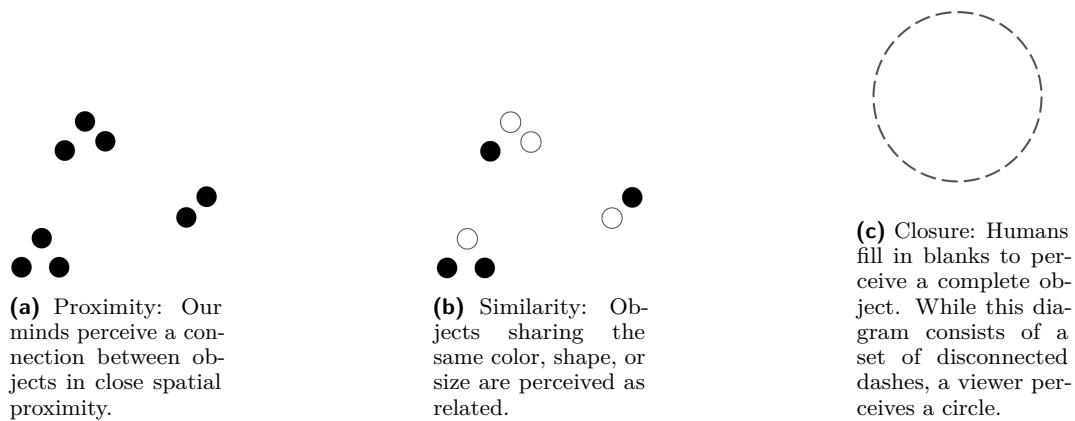 (a) Proximity: Our
minds perceive a con-
nection between ob-
jects in close spatial
proximity.
(b) Similarity: Ob-
jects sharing the
same color, shape, or
size are perceived as
related.
(c) Closure: Humans
fill in blanks to per-
ceive a complete ob-
ject. While this dia-
gram consists of a
set of disconnected
dashes, a viewer per-
ceives a circle.